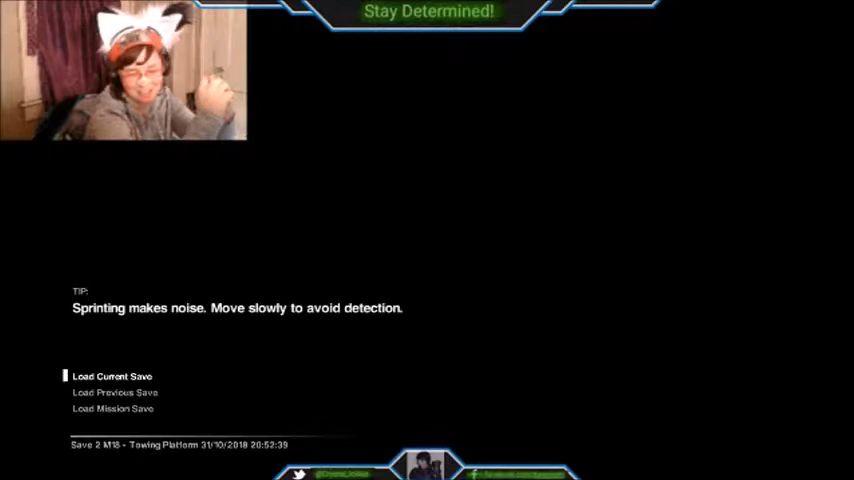 Stay Determined!
TIP:
Sprinting makes noise. Move slowly to avoid detection.
Load Current Save
Load Previous Save
Load Mission Save
Save 2 M18 - Towing Platform 31/10/2018 20:52:39